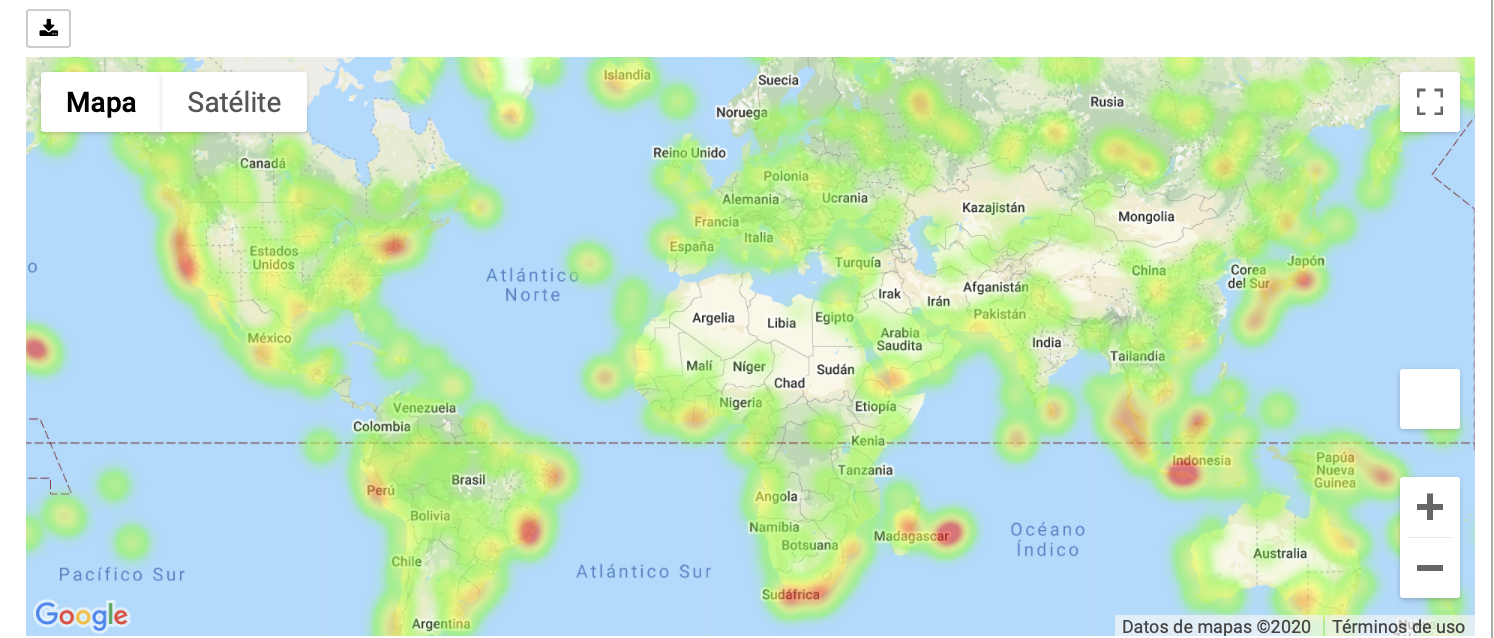 Mapa
Satélite
Islandia
Suecia
Noruega
Rusia
Reino Unido
Canadá
Polonia
Alemania
Ucrania
Kazajistán
Mongolia
Francia
Italia
España
Estados
Unidos
Turquía
China
Corea
del Sur
Japón
o
Atlántico
Norte
Irak
Irán
Afganistán
Pakistán
Argelia
Libia
Egipto
Arabia
Saudita
India
Tailandia
México
Malí
Níger
Chad
Sudán
Nigeria
Etiopía
Venezuela
Colombia
Kenia
Tanzania
Indonesia
Papúa
Nueva
Guinea
Brasil
Perú
Bolivia
Angola
Namibia
Botsuana
Madagascar
Océano
Índico
Australia
Chile
Pacífico Sur
Atlántico Sur
Sudáfrica
Argentina
Google
Datos de mapas ©2020
Términos de uso